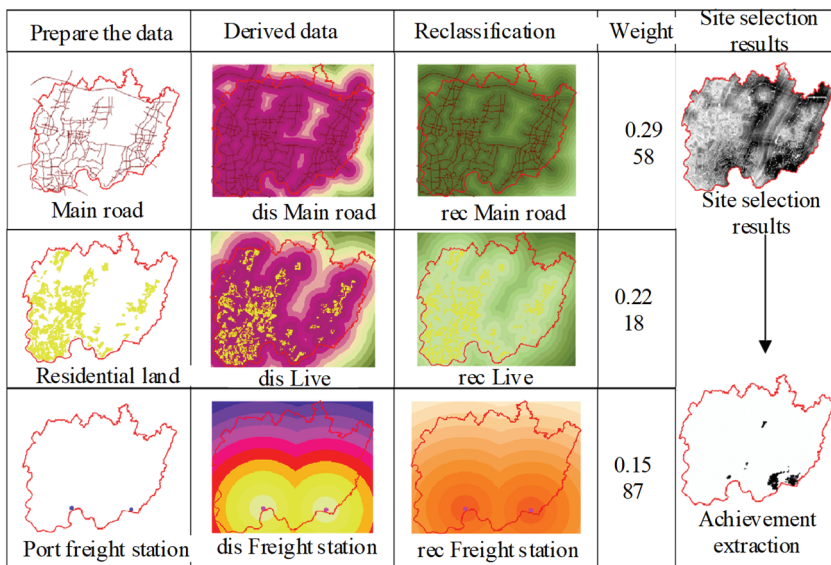 Prepare the data
Derived data
Reclassification
Weight
Site selection
results
Main road
dis Main road
rec Main road
0.29
58
Site selection
results
Residential land
dis Live
rec Live
0.22
18
Port freight station
dis Freight station
rec Freight station
0.15
87
Achievement
extraction